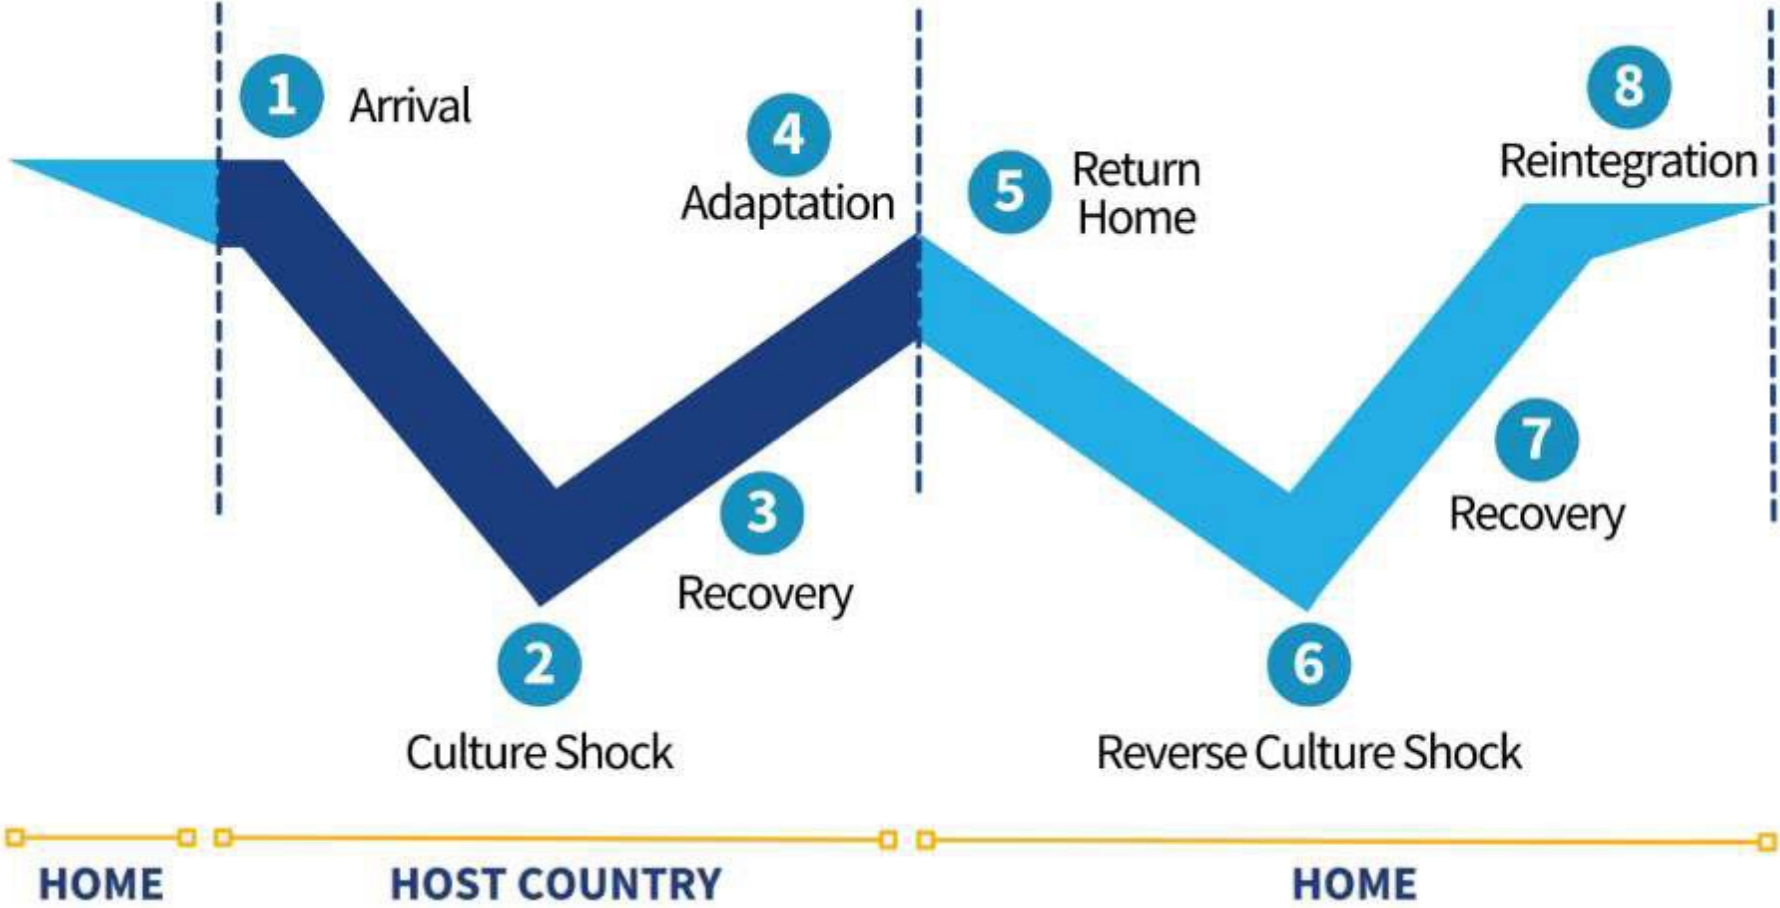 1
Arrival
2
Culture Shock
3
Recovery
4
Adaptation
5
Return
Home
6
Reverse Culture Shock
7
Recovery
8
Reintegration
HOME
HOST COUNTRY
HOME